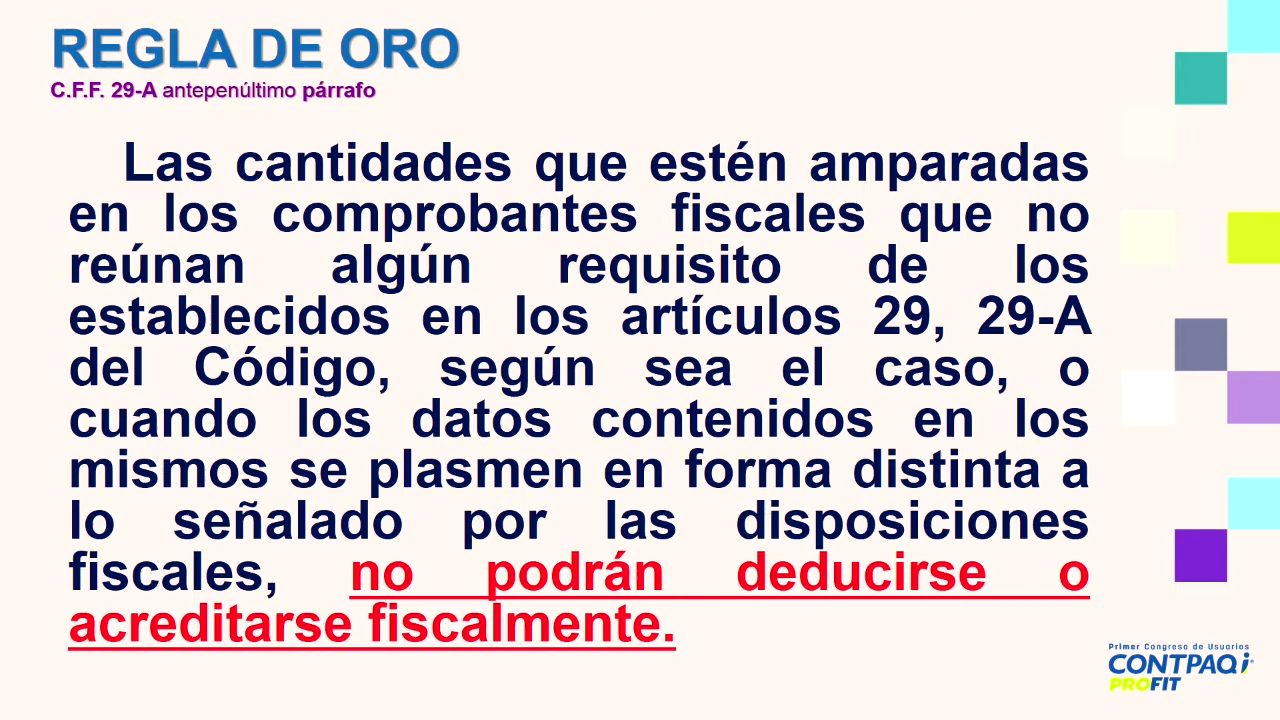 REGLA DE ORO
C.F.F. 29-A antepenúltimo párrafo
Las cantidades que estén amparadas
en los comprobantes fiscales que no
reúnan algún requisito de los
establecidos en los artículos 29, 29-A
del Código, según sea el caso, o
cuando los datos contenidos en los
mismos se plasmen en forma distinta a
lo señalado por las disposiciones
fiscales, no podrán deducirse o
acreditarse fiscalmente.
Primer Congreso de Usuarios
CONTPAQi®
PROFIT